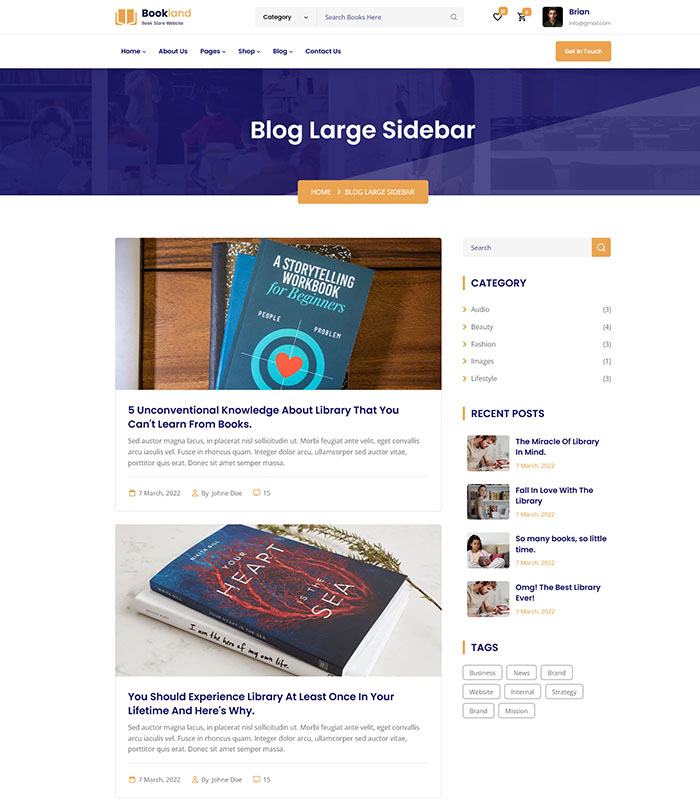 Bookland
Book Store Website
Category
Search Books Here
Brian
info@gmail.com
Home
About Us
Pages
Shop
Blog
Contact Us
Get In Touch
Blog Large Sidebar
HOME > BLOG LARGE SIDEBAR
A STORYTELLING
WORKBOOK
for Beginners
PEOPLE
PROBLEM
5 Unconventional Knowledge About Library That You
Can't Learn From Books.
Sed auctor magna lacus, in placerat nisl sollicitudin ut. Morbi feugiat ante velit, eget convallis
arcu iaculis vel. Fusce in rhoncus quam. Integer dolor arcu, ullamcorper sed auctor vitae,
porttitor quis erat. Donec sit amet semper massa.
7 March, 2022
By Johne Doe
15
NIKITA GILL
YOUR
HEART
IS THE
SEA
YOUR HEART IS THE SEA
I am the hero of my own life.
You Should Experience Library At Least Once In Your
Lifetime And Here's Why.
Sed auctor magna lacus, in placerat nisl sollicitudin ut. Morbi feugiat ante velit, eget convallis
arcu iaculis vel. Fusce in rhoncus quam. Integer dolor arcu, ullamcorper sed auctor vitae,
porttitor quis erat. Donec sit amet semper massa.
7 March, 2022
By Johne Doe
15
Search
CATEGORY
Audio (3)
Beauty (4)
Fashion (3)
Images (1)
Lifestyle (3)
RECENT POSTS
The Miracle Of Library
In Mind.
7 March, 2022
Fall In Love With The
Library
7 March, 2022
So many books, so little
time.
7 March, 2022
Omg! The Best Library
Ever!
7 March, 2022
TAGS
Business
News
Brand
Website
Internal
Strategy
Brand
Mission